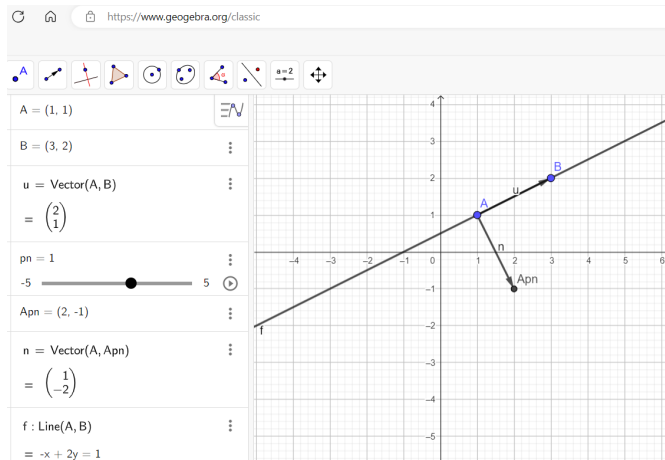 https://www.geogebra.org/classic
A
a=2
A = (1, 1)
B = (3, 2)
u = Vector(A, B)
= (2
1)
pn = 1
-5 5
Apn = (2, -1)
n = Vector(A, Apn)
= (1
-2)
f : Line(A, B)
= -x + 2y = 1
4
3
2
1
–4 –3 –2 –1 0 1 2 3 4 5 6
–1
–2
–3
–4
–5
A
B
u
n
Apn
f